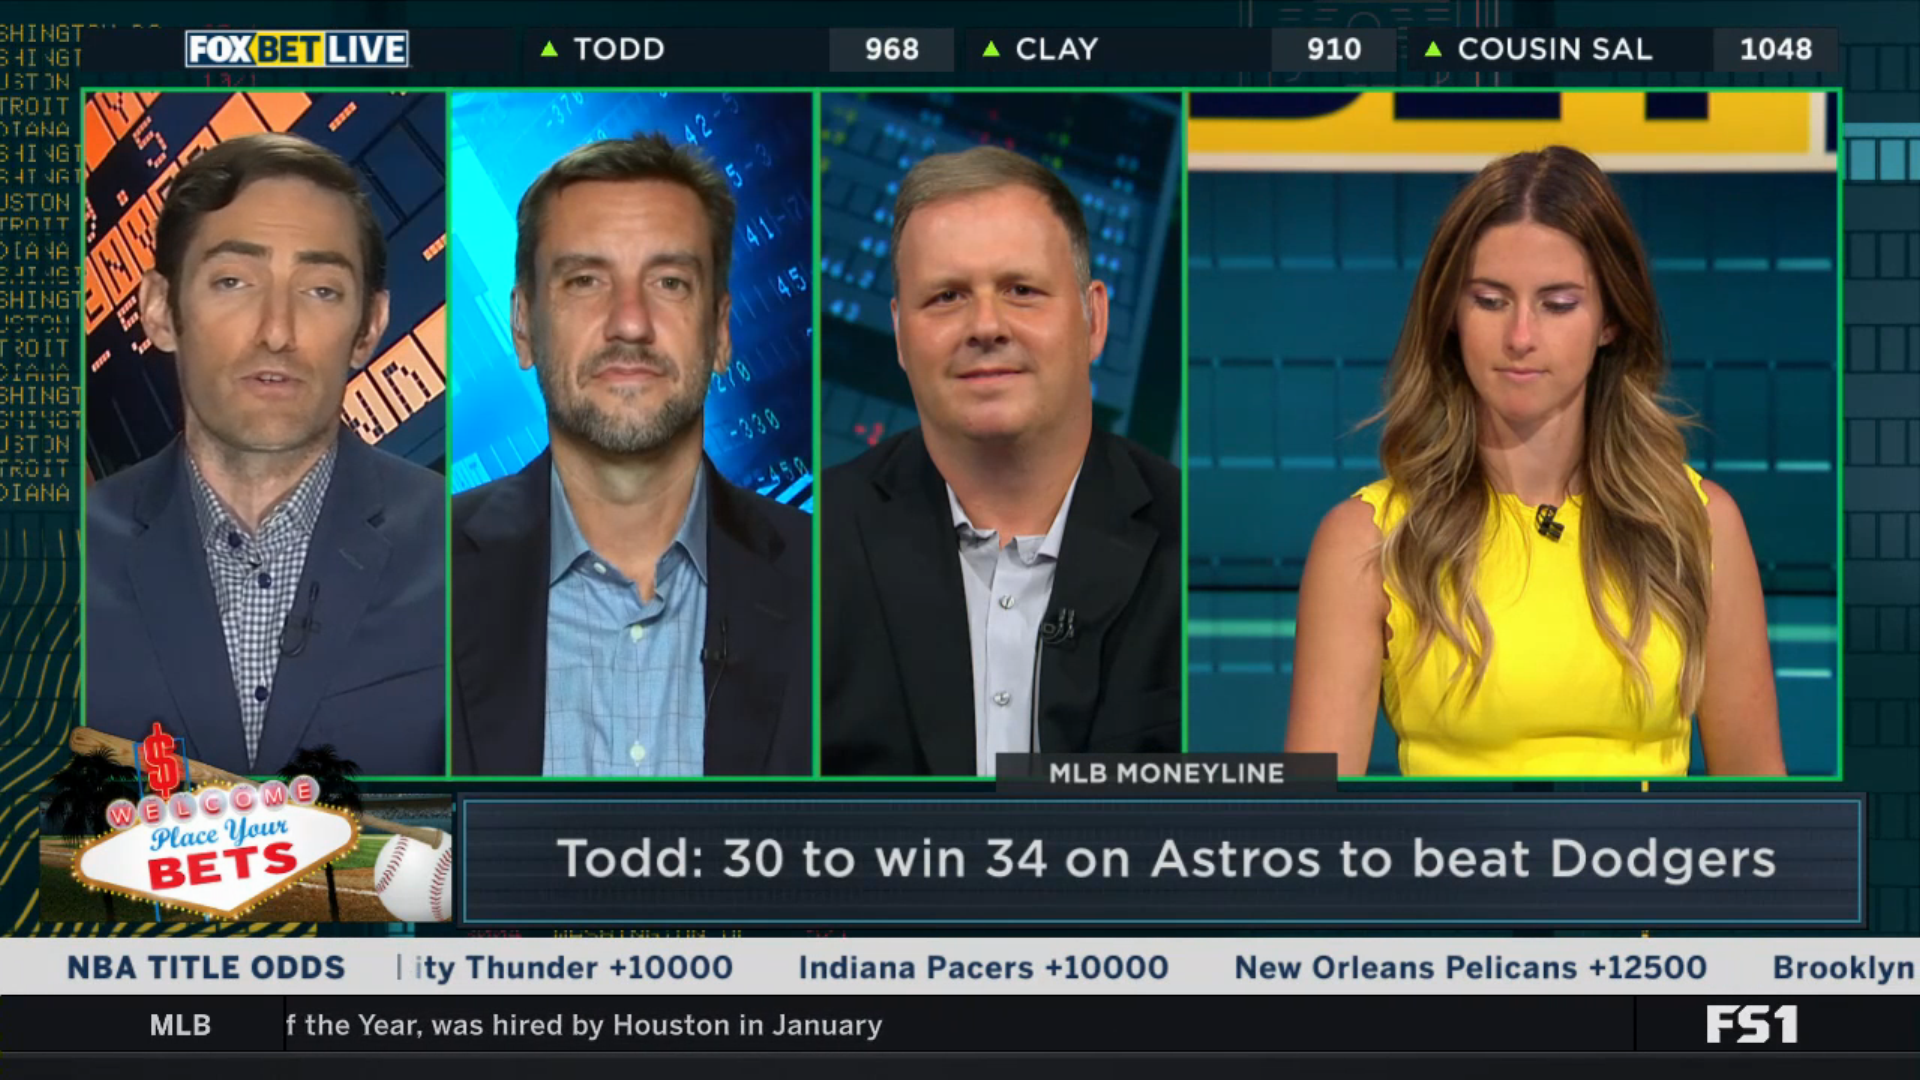 FOX BET LIVE
TODD 968
CLAY 910
COUSIN SAL 1048
MLB MONEYLINE
WELCOME
Place Your
BETS
Todd: 30 to win 34 on Astros to beat Dodgers
NBA TITLE ODDS
ity Thunder +10000 Indiana Pacers +10000 New Orleans Pelicans +12500 Brooklyn
MLB
f the Year, was hired by Houston in January
FS1